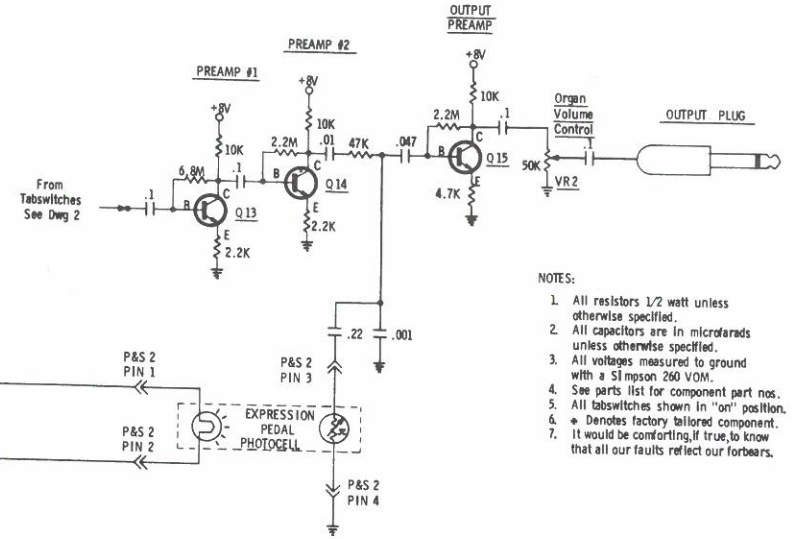 OUTPUT
PREAMP
+8V
PREAMP #2
+8V
PREAMP #1
+8V
10K
2.2M
.1
Organ
Volume
Control
OUTPUT PLUG
10K
2.2M
.01
47K
.047
C
B
Q 15
E
50K
.1
VR2
10K
6.8M
.1
C
B
Q 14
E
4.7K
From
Tabswitches
See Dwg 2
.1
C
B
Q 13
E
2.2K
2.2K
NOTES:
1. All resistors 1/2 watt unless
otherwise specified.
2. All capacitors are in microfarads
unless otherwise specified.
3. All voltages measured to ground
with a Simpson 260 VOM.
4. See parts list for component part nos.
5. All tabswitches shown in "on" position.
6. * Denotes factory tailored component.
7. It would be comforting,if true,to know
that all our faults reflect our forbears.
.22
.001
P&S 2
PIN 1
P&S 2
PIN 3
EXPRESSION
PEDAL
PHOTOCELL
P&S 2
PIN 2
P&S 2
PIN 4